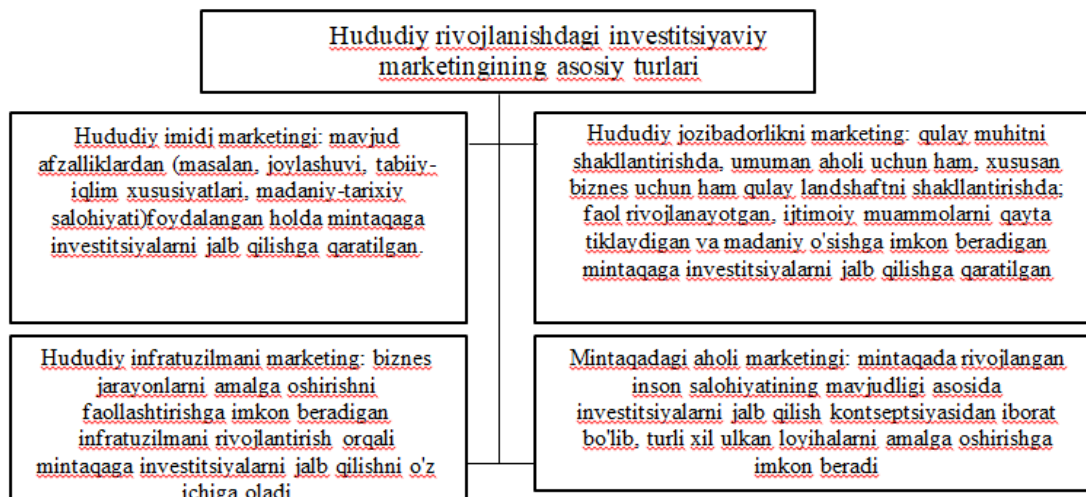 Hududiy rivojlanishdagi investitsiyaviy
marketingining asosiy turlari
Hududiy imidj marketingi: mavjud
afzalliklardan (masalan, joylashuvi, tabiiy-
iqlim xususiyatlari, madaniy-tarixiy
salohiyati)foydalangan holda mintaqaga
investitsiyalarni jalb qilishga qaratilgan.
Hududiy jozibadorlikni marketing: qulay muhitni
shakllantirishda, umuman aholi uchun ham, xususan
biznes uchun ham qulay landshaftni shakllantirishda;
faol rivojlanayotgan, ijtimoiy muammolarni qayta
tiklaydigan va madaniy o'sishga imkon beradigan
mintaqaga investitsiyalarni jalb qilishga qaratilgan
Hududiy infratuzilmani marketing: biznes
jarayonlarni amalga oshirishni
faollashtirishga imkon beradigan
infratuzilmani rivojlantirish orqali
mintaqaga investitsiyalarni jalb qilishni o'z
ichiga oladi
Mintaqadagi aholi marketingi: mintaqada rivojlangan
inson salohiyatining mavjudligi asosida
investitsiyalarni jalb qilish kontseptsiyasidan iborat
bo'lib, turli xil ulkan loyihalarni amalga oshirishga
imkon beradi